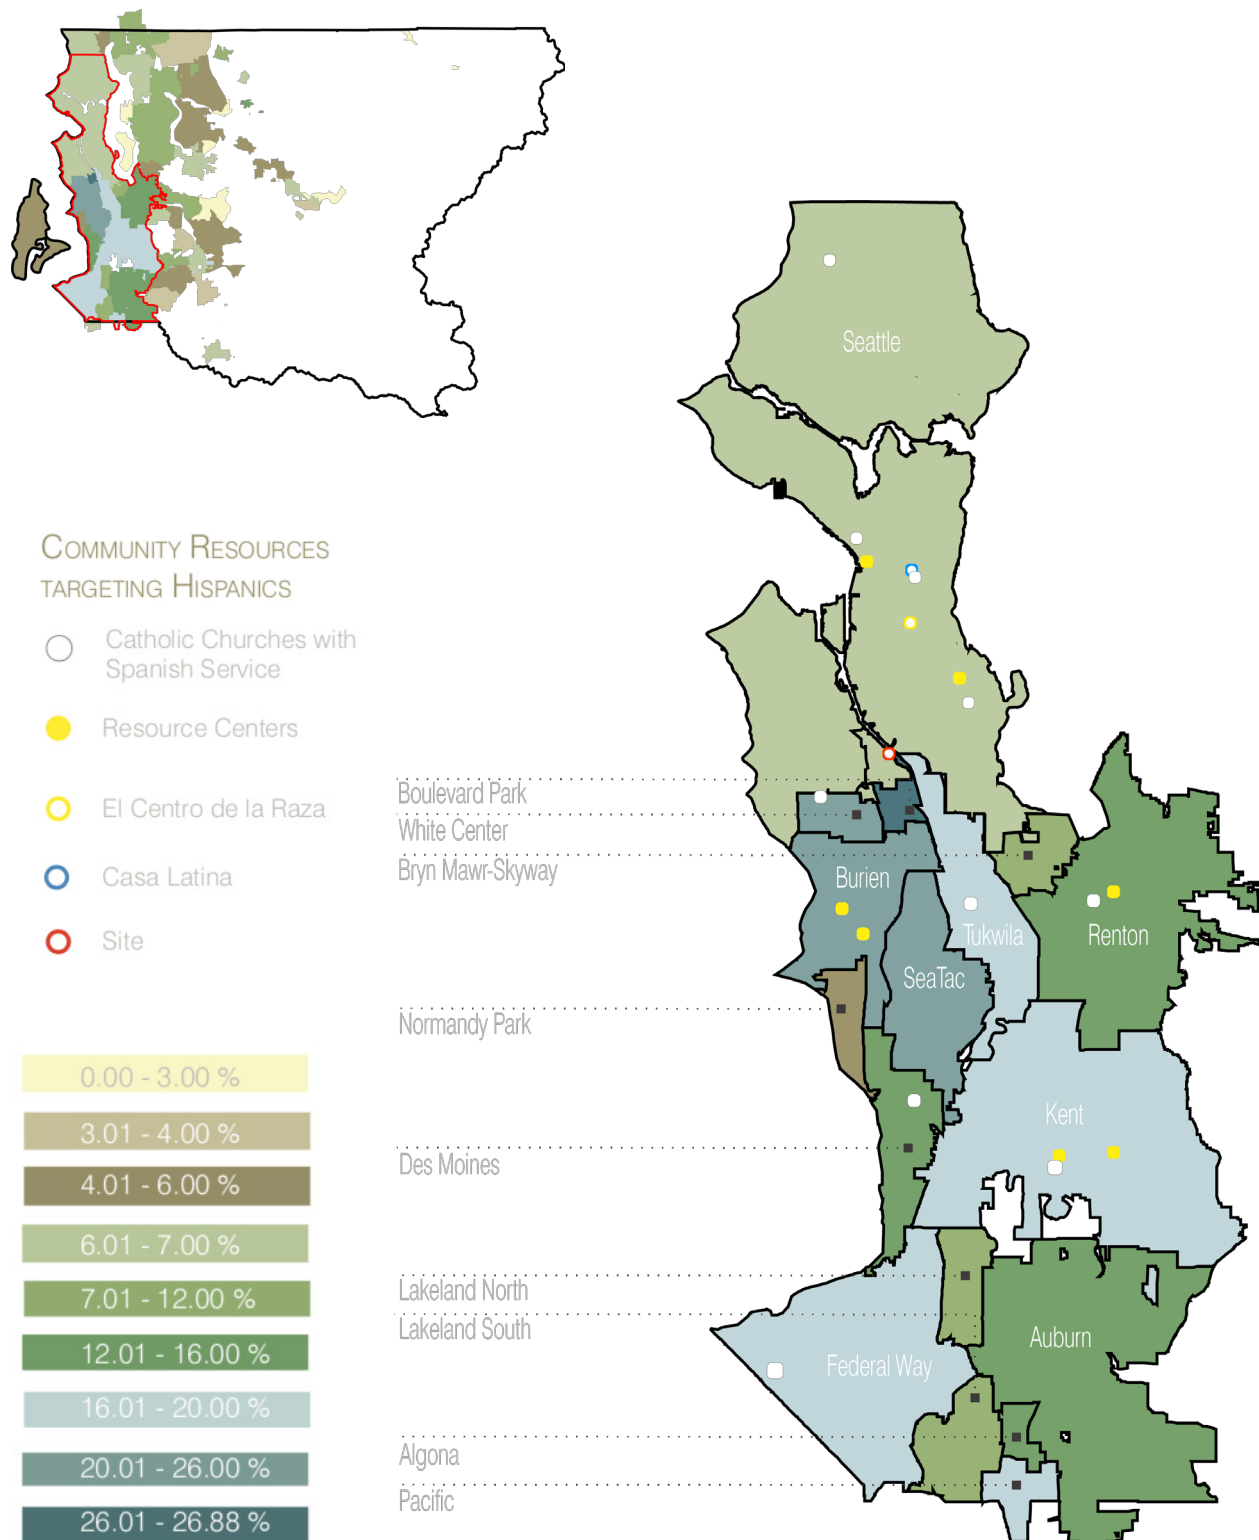 Seattle
COMMUNITY RESOURCES
TARGETING HISPANICS
Catholic Churches with
Spanish Service
Resource Centers
El Centro de la Raza
Casa Latina
Site
Boulevard Park
White Center
Bryn Mawr-Skyway
Burien
Tukwila
Renton
SeaTac
Normandy Park
Kent
Des Moines
Lakeland North
Lakeland South
Auburn
Federal Way
Algona
Pacific
0.00 - 3.00 %
3.01 - 4.00 %
4.01 - 6.00 %
6.01 - 7.00 %
7.01 - 12.00 %
12.01 - 16.00 %
16.01 - 20.00 %
20.01 - 26.00 %
26.01 - 26.88 %